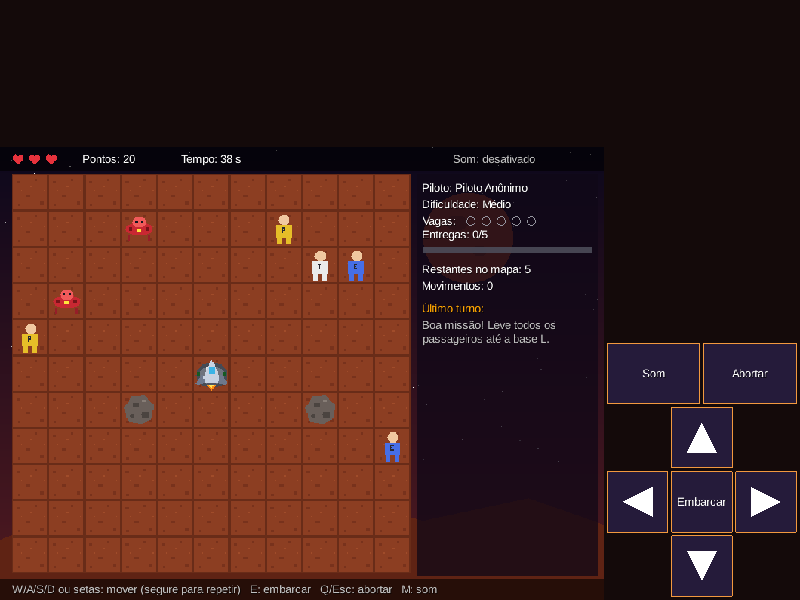 Pontos: 20
Tempo: 38 s
Som: desativado
Piloto: Piloto Anônimo
Dificuldade: Médio
Vagas:
Entregas: 0/5
Restantes no mapa: 5
Movimentos: 0
Último turno:
Boa missão! Leve todos os
passageiros até a base L.
P
T
E
P
E
Som
Abortar
Embarcar
W/A/S/D ou setas: mover (segure para repetir) E: embarcar Q/Esc: abortar M: som